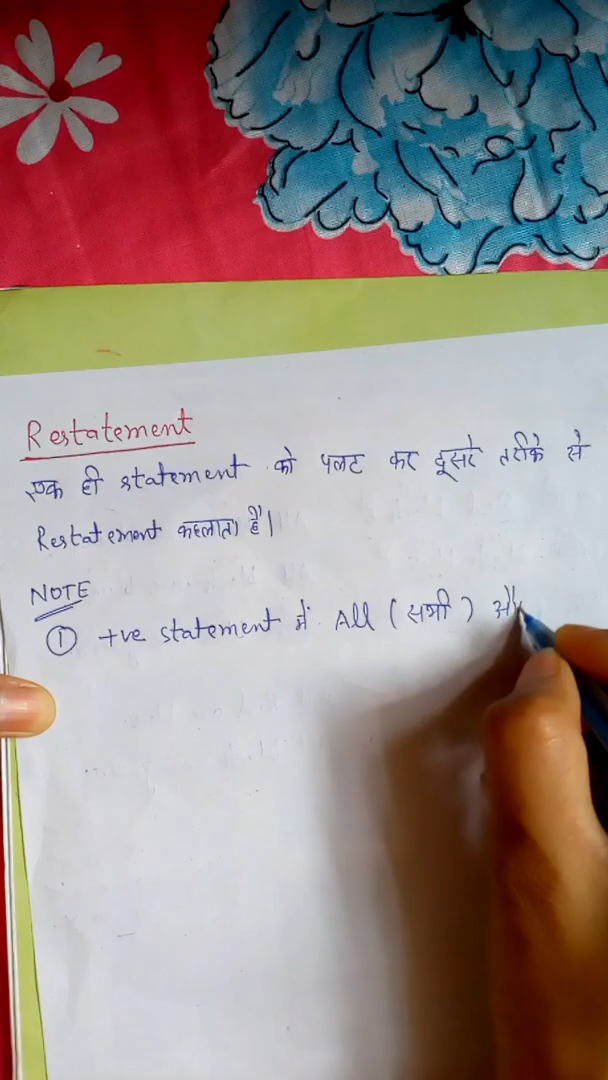 Restatement
एक ही statement को पलट कर दूसरे तरीके से
Restatement कहलाता है।
NOTE
① +ve statement में All (सभी)